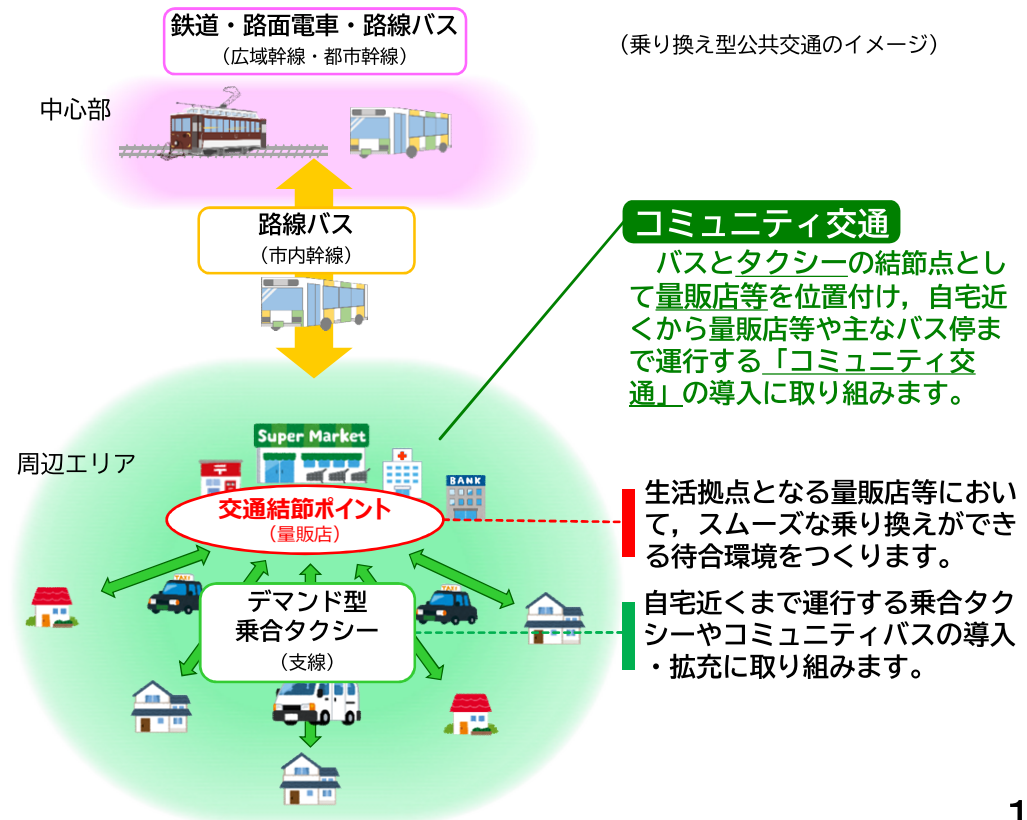 鉄道・路面電車・路線バス
（広域幹線・都市幹線）
（乗り換え型公共交通のイメージ）
中心部
路線バス
（市内幹線）
コミュニティ交通
バスとタクシーの結節点とし
て量販店等を位置付け，自宅近
くから量販店等や主なバス停ま
で運行する「コミュニティ交
通」の導入に取り組みます。
周辺エリア
Super Market
BANK
交通結節ポイント
（量販店）
生活拠点となる量販店等におい
て，スムーズな乗り換えができ
る待合環境をつくります。
TAXI
TAXI
デマンド型
乗合タクシー
（支線）
自宅近くまで運行する乗合タク
シーやコミュニティバスの導入
・拡充に取り組みます。
1